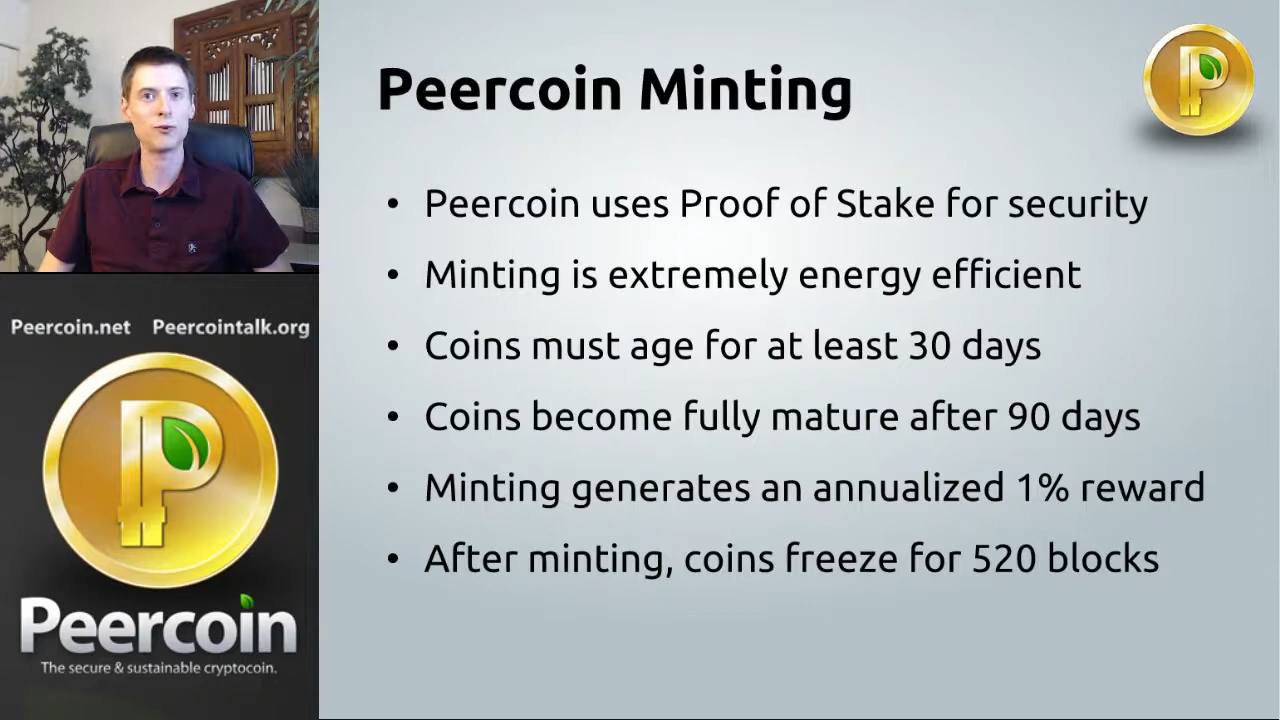 Peercoin Minting
• Peercoin uses Proof of Stake for security
• Minting is extremely energy efficient
• Coins must age for at least 30 days
• Coins become fully mature after 90 days
• Minting generates an annualized 1% reward
• After minting, coins freeze for 520 blocks
Peercoin.net Peercointalk.org
Peercoin
The secure & sustainable cryptocoin.